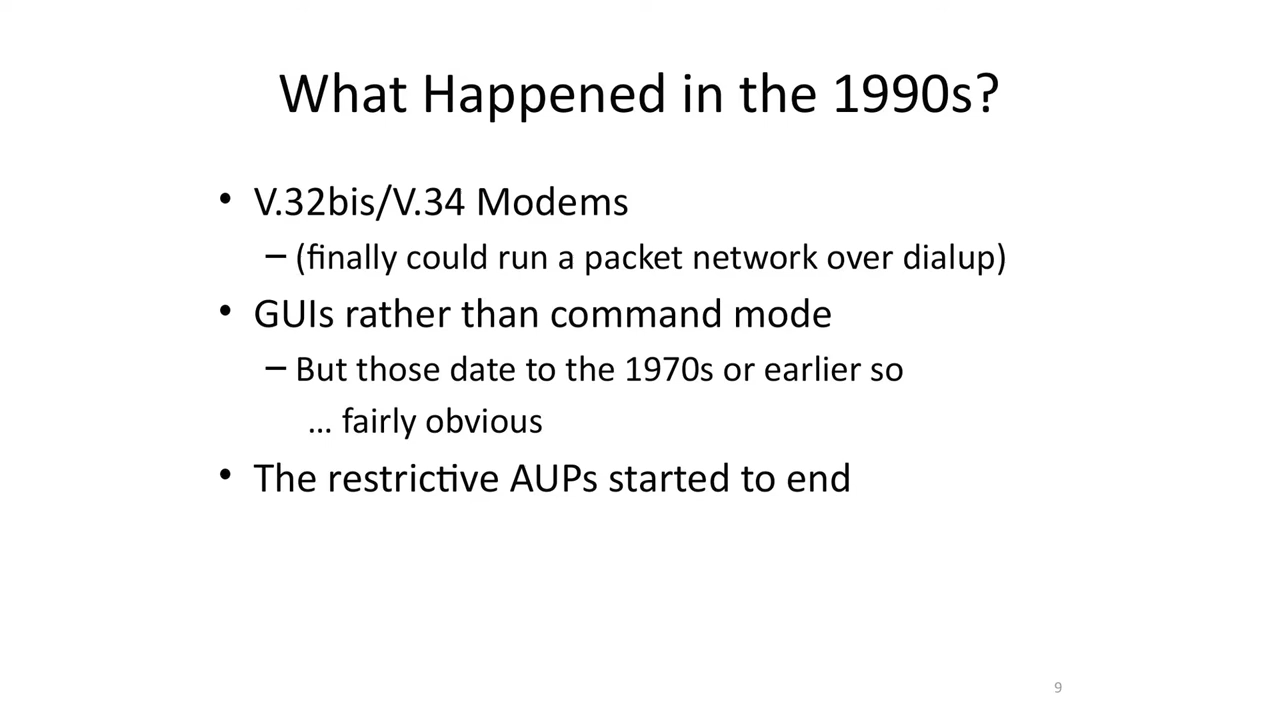 What Happened in the 1990s?
• V.32bis/V.34 Modems
– (finally could run a packet network over dialup)
• GUIs rather than command mode
– But those date to the 1970s or earlier so
... fairly obvious
• The restrictive AUPs started to end
9